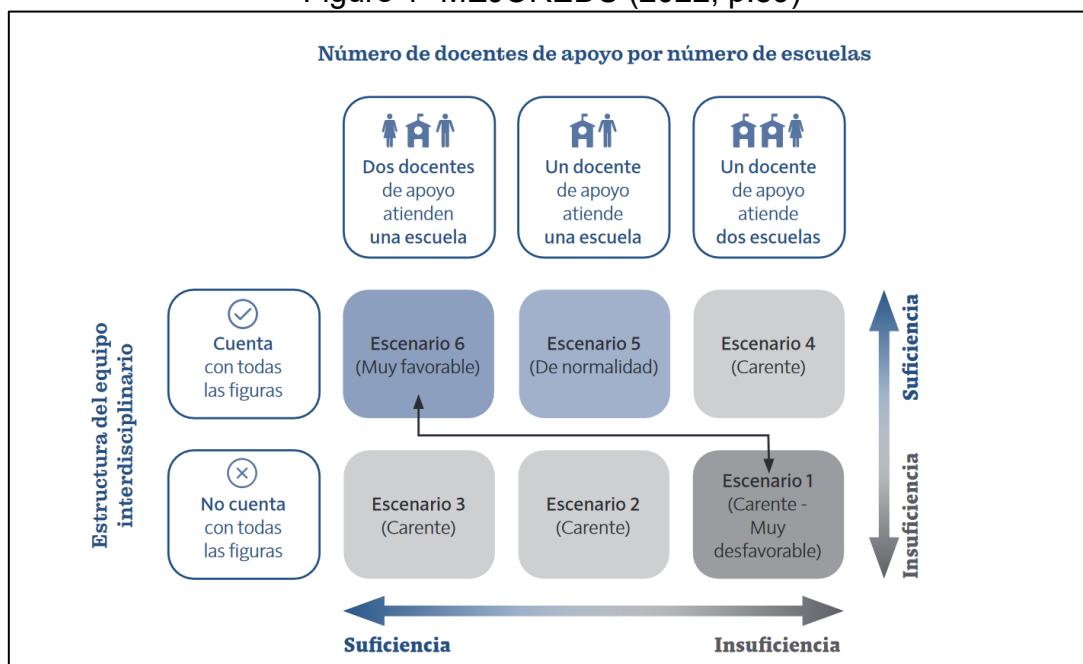 Número de docentes de apoyo por número de escuelas
Dos docentes
de apoyo
atienden
una escuela
Un docente
de apoyo
atiende
una escuela
Un docente
de apoyo
atiende
dos escuelas
Estructura del equipo
interdisciplinario
Cuenta
con todas
las figuras
Escenario 6
(Muy favorable)
Escenario 5
(De normalidad)
Escenario 4
(Carente)
Suficiencia
No cuenta
con todas
las figuras
Escenario 3
(Carente)
Escenario 2
(Carente)
Escenario 1
(Carente -
Muy
desfavorable)
Insuficiencia
Suficiencia
Insuficiencia